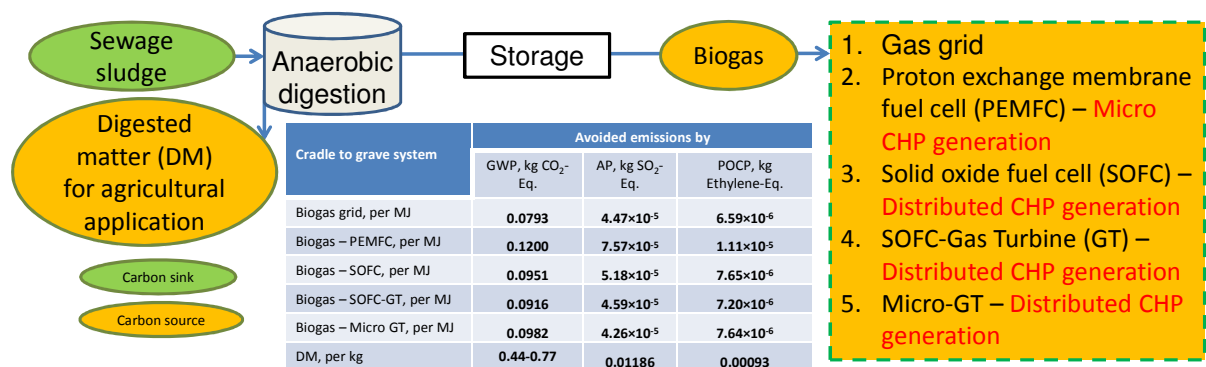 Sewage
sludge
Anaerobic
digestion
Storage
Biogas
Digested
matter (DM)
for agricultural
application
Carbon sink
Carbon source
Cradle to grave system
Avoided emissions by
GWP, kg CO₂-
Eq.
AP, kg SO₂-
Eq.
POCP, kg
Ethylene-Eq.
Biogas grid, per MJ 0.0793 4.47×10⁻⁵ 6.59×10⁻⁶
Biogas – PEMFC, per MJ 0.1200 7.57×10⁻⁵ 1.11×10⁻⁵
Biogas – SOFC, per MJ 0.0951 5.18×10⁻⁵ 7.65×10⁻⁶
Biogas – SOFC-GT, per MJ 0.0916 4.59×10⁻⁵ 7.20×10⁻⁶
Biogas – Micro GT, per MJ 0.0982 4.26×10⁻⁵ 7.64×10⁻⁶
DM, per kg 0.44-0.77 0.01186 0.00093
1. Gas grid
2. Proton exchange membrane
fuel cell (PEMFC) – Micro
CHP generation
3. Solid oxide fuel cell (SOFC) –
Distributed CHP generation
4. SOFC-Gas Turbine (GT) –
Distributed CHP generation
5. Micro-GT – Distributed CHP
generation